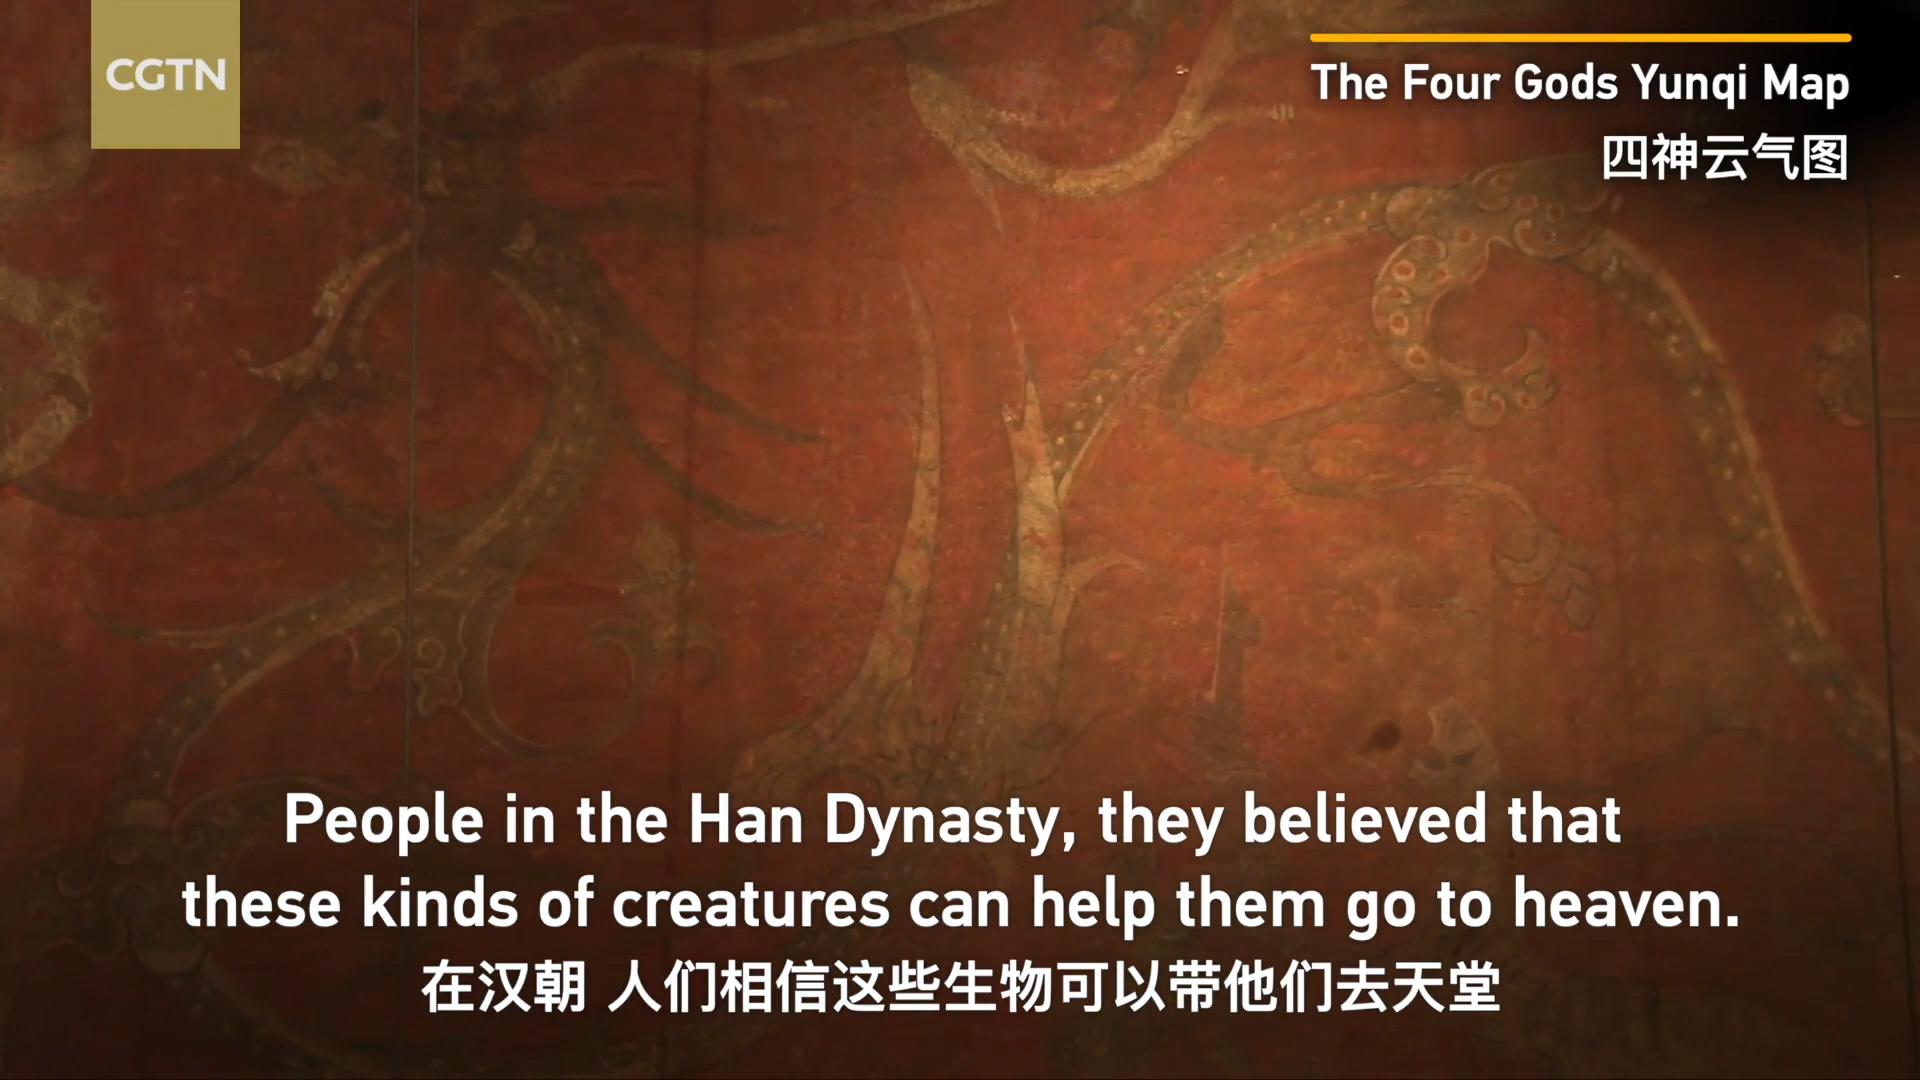 CGTN
The Four Gods Yunqi Map
四神云气图
People in the Han Dynasty, they believed that
these kinds of creatures can help them go to heaven.
在汉朝 人们相信这些生物可以带他们去天堂